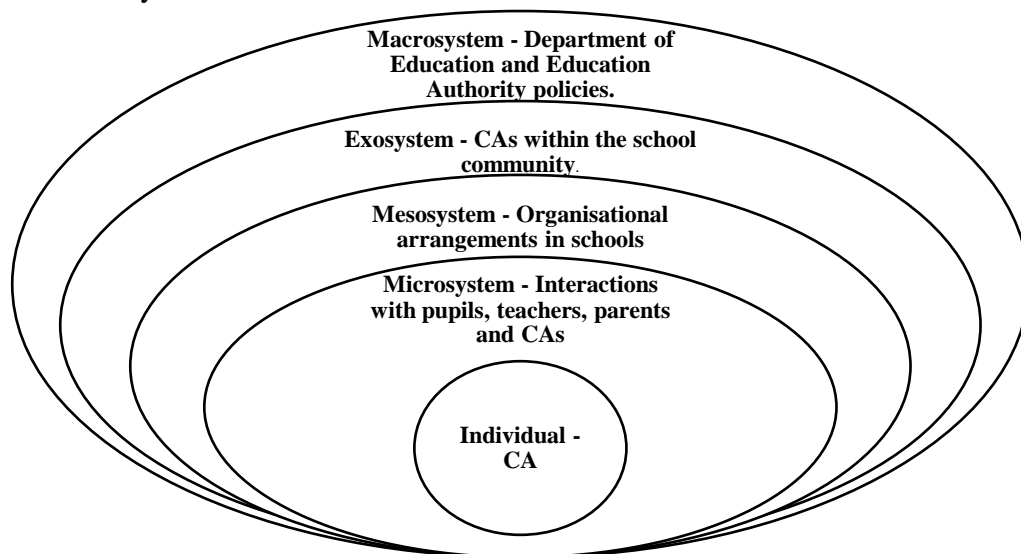 Macrosystem - Department of
Education and Education
Authority policies.
Exosystem - CAs within the school
community.
Mesosystem - Organisational
arrangements in schools
Microsystem - Interactions
with pupils, teachers, parents
and CAs
Individual -
CA